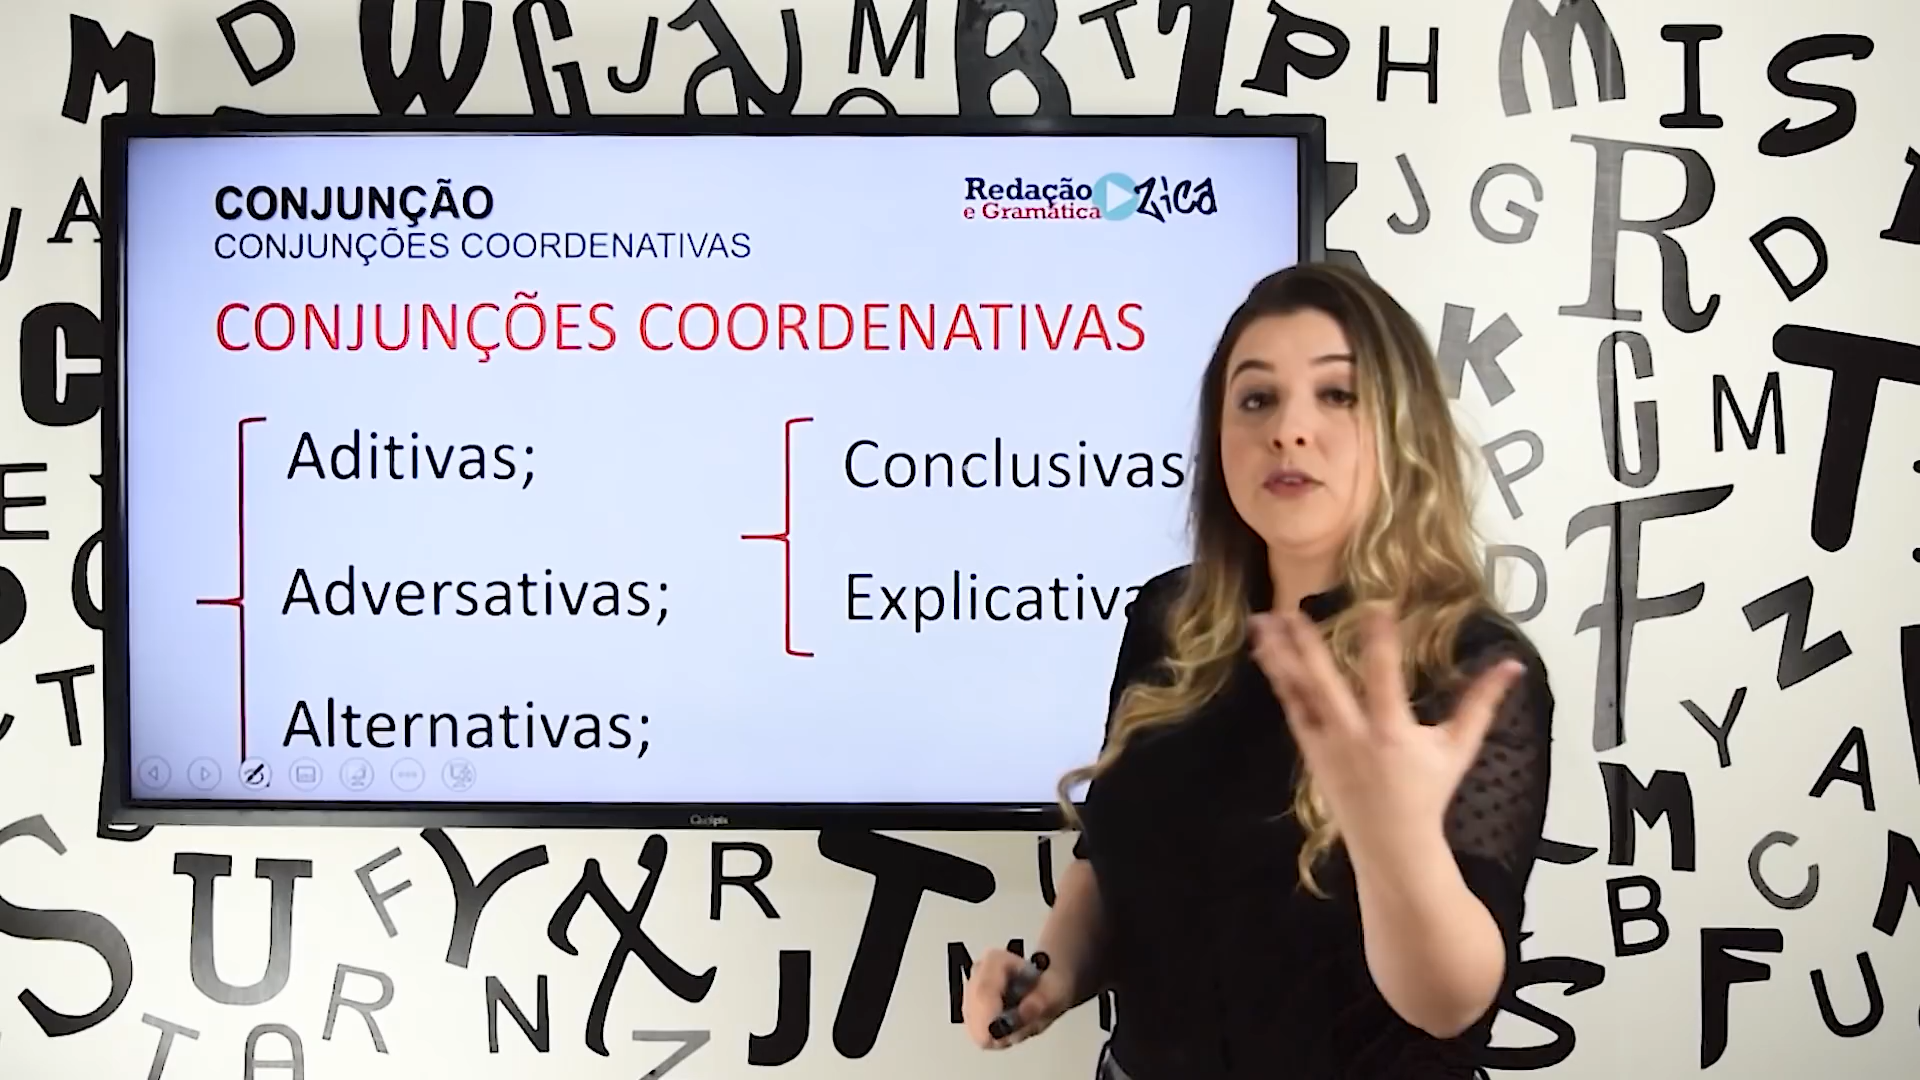 CONJUNÇÃO
CONJUNÇÕES COORDENATIVAS
Redação
e Gramática
Zica
CONJUNÇÕES COORDENATIVAS
Aditivas;
Adversativas;
Alternativas;
Conclusivas
Explicativa